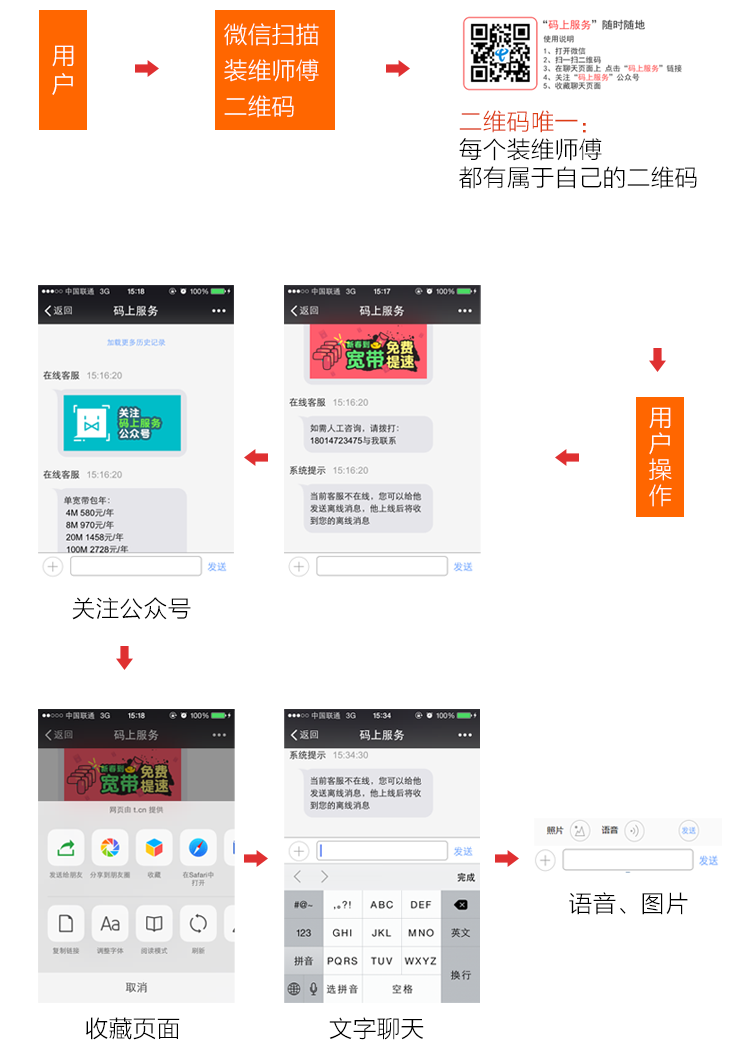 用户
微信扫描
装维师傅
二维码
“码上服务”随时随地
使用说明
1、打开微信
2、扫一扫二维码
3、在聊天页面上 点击“码上服务”链接
4、关注“码上服务”公众号
5、收藏聊天页面
二维码唯一：
每个装维师傅
都有属于自己的二维码
用户操作
中国联通 3G 15:17 100%
返回 码上服务
新春到
宽带 免费提速
在线客服 15:16:20
如需人工咨询，请拨打：
18014723475与我联系
系统提示 15:16:20
当前客服不在线，您可以给他
发送离线消息，他上线后将收
到您的离线消息
发送
中国联通 3G 15:18 100%
返回 码上服务
加载更多历史记录
在线客服 15:16:20
关注
码上服务
公众号
在线客服 15:16:20
单宽带包年：
4M 580元/年
8M 970元/年
20M 1458元/年
100M 2728元/年
发送
关注公众号
中国联通 3G 15:18 100%
返回 码上服务
新春到
宽带 免费提速
网页由 t.cn 提供
发送给朋友 分享到朋友圈 收藏 在Safari中
打开
Aa
复制链接 调整字体 阅读模式 刷新
取消
收藏页面
中国联通 3G 15:34 100%
返回 码上服务
系统提示 15:34:30
当前客服不在线，您可以给他
发送离线消息，他上线后将收
到您的离线消息
发送
完成
#@~ ,。?! ABC DEF
123 GHI JKL MNO 英文
拼音 PQRS TUV WXYZ
换行
选拼音 空格
文字聊天
照片 语音 发送
发送
语音、图片